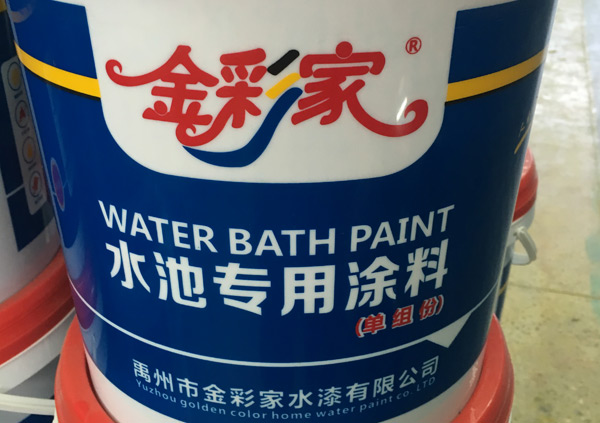 金彩家®
WATER BATH PAINT
水池专用涂料
(单组份)
禹州市金彩家水漆有限公司
Yuzhou golden color home water paint co. LTD